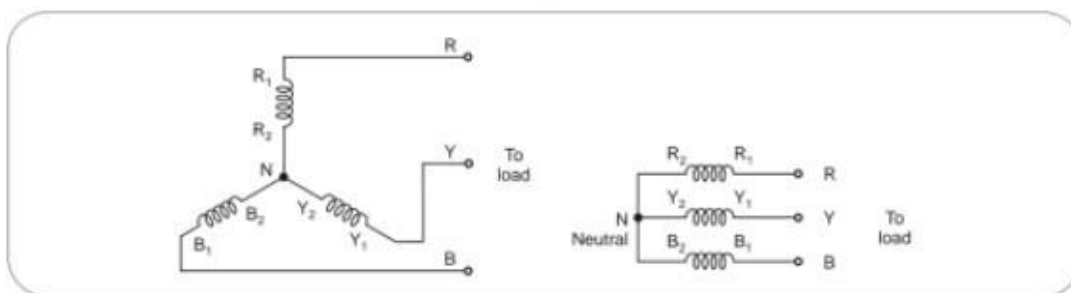 R
R₁
R₂
N
Y
To
load
B₂
B₁
Y₂
Y₁
B
R₂ R₁
R
Y₂ Y₁
N
Neutral
Y
To
load
B₂ B₁
B